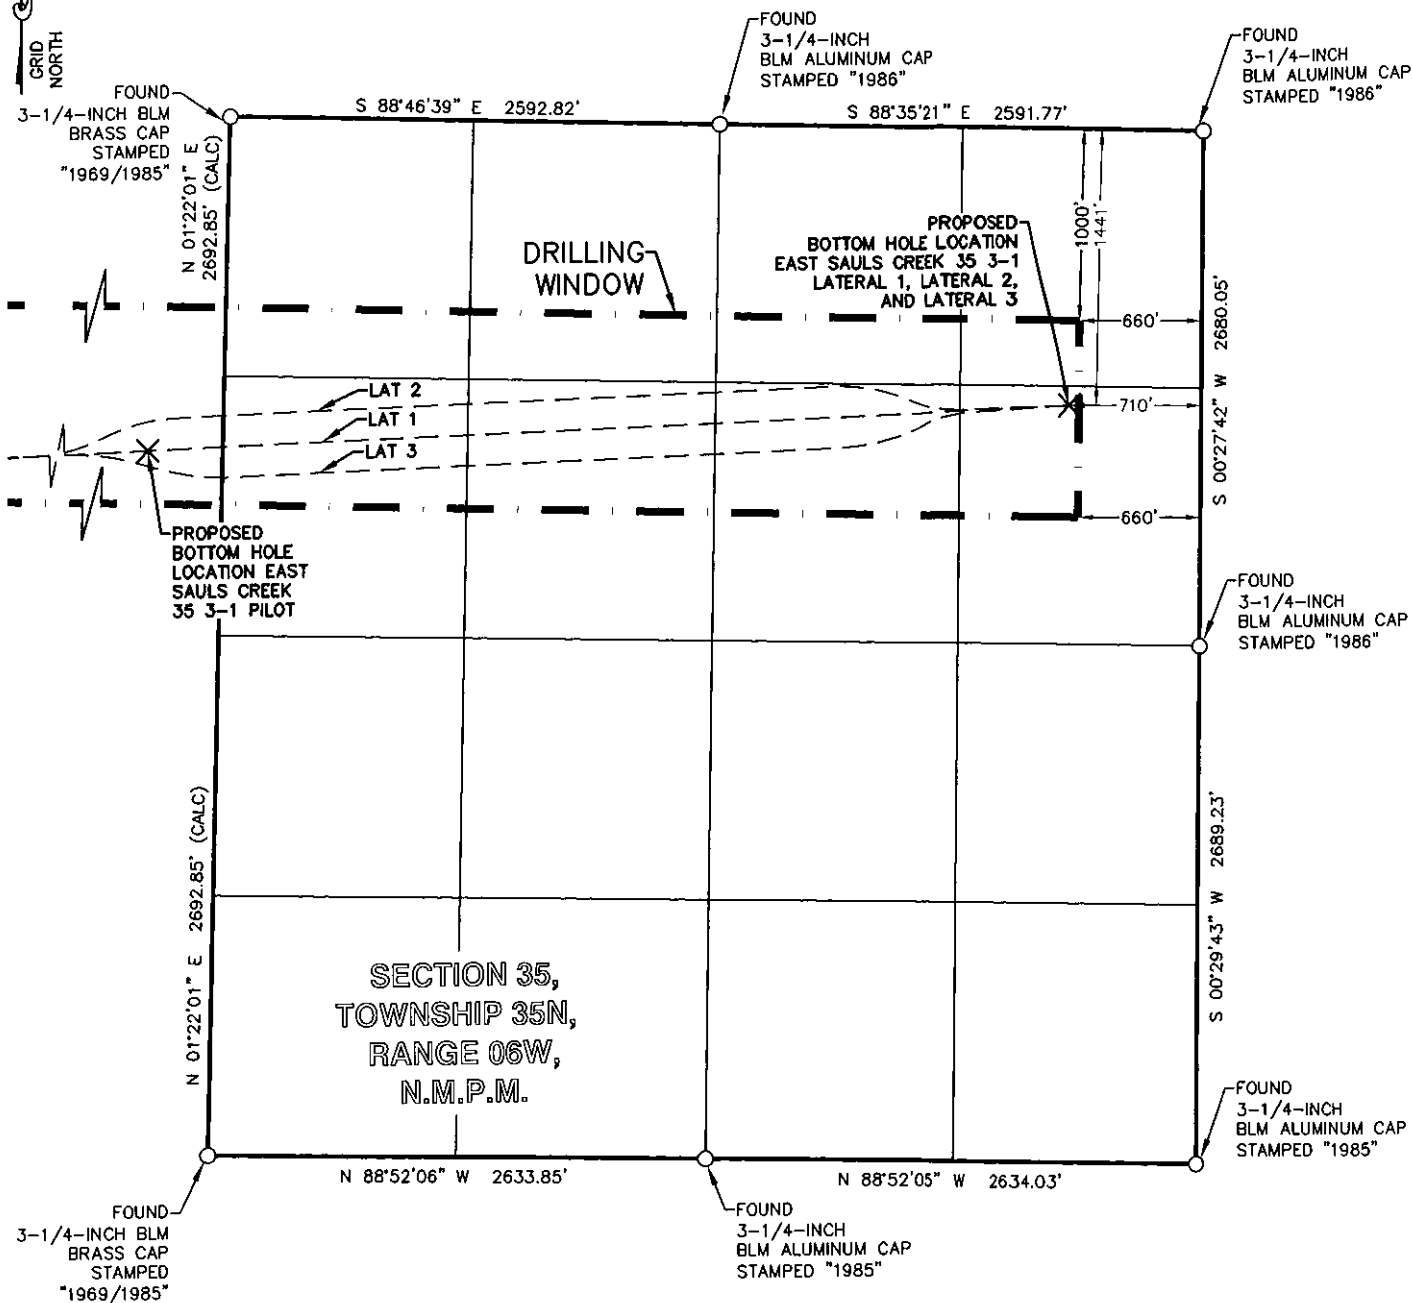 GRID
NORTH
FOUND
3-1/4-INCH BLM
BRASS CAP
STAMPED
"1969/1985"
S 88°46'39" E 2592.82'
FOUND
3-1/4-INCH
BLM ALUMINUM CAP
STAMPED "1986"
S 88°35'21" E 2591.77'
FOUND
3-1/4-INCH
BLM ALUMINUM CAP
STAMPED "1986"
N 01°22'01" E
2692.85' (CALC)
DRILLING
WINDOW
PROPOSED
BOTTOM HOLE LOCATION
EAST SAULS CREEK 35 3-1
LATERAL 1, LATERAL 2,
AND LATERAL 3
1000'
1441'
660'
710'
660'
S 00°27'42" W 2680.05'
LAT 2
LAT 1
LAT 3
PROPOSED
BOTTOM HOLE
LOCATION EAST
SAULS CREEK
35 3-1 PILOT
FOUND
3-1/4-INCH
BLM ALUMINUM CAP
STAMPED "1986"
N 01°22'01" E 2692.85' (CALC)
S 00°29'43" W 2689.23'
SECTION 35,
TOWNSHIP 35N,
RANGE 06W,
N.M.P.M.
FOUND
3-1/4-INCH
BLM ALUMINUM CAP
STAMPED "1985"
N 88°52'06" W 2633.85'
N 88°52'05" W 2634.03'
FOUND
3-1/4-INCH BLM
BRASS CAP
STAMPED
"1969/1985"
FOUND
3-1/4-INCH
BLM ALUMINUM CAP
STAMPED "1985"